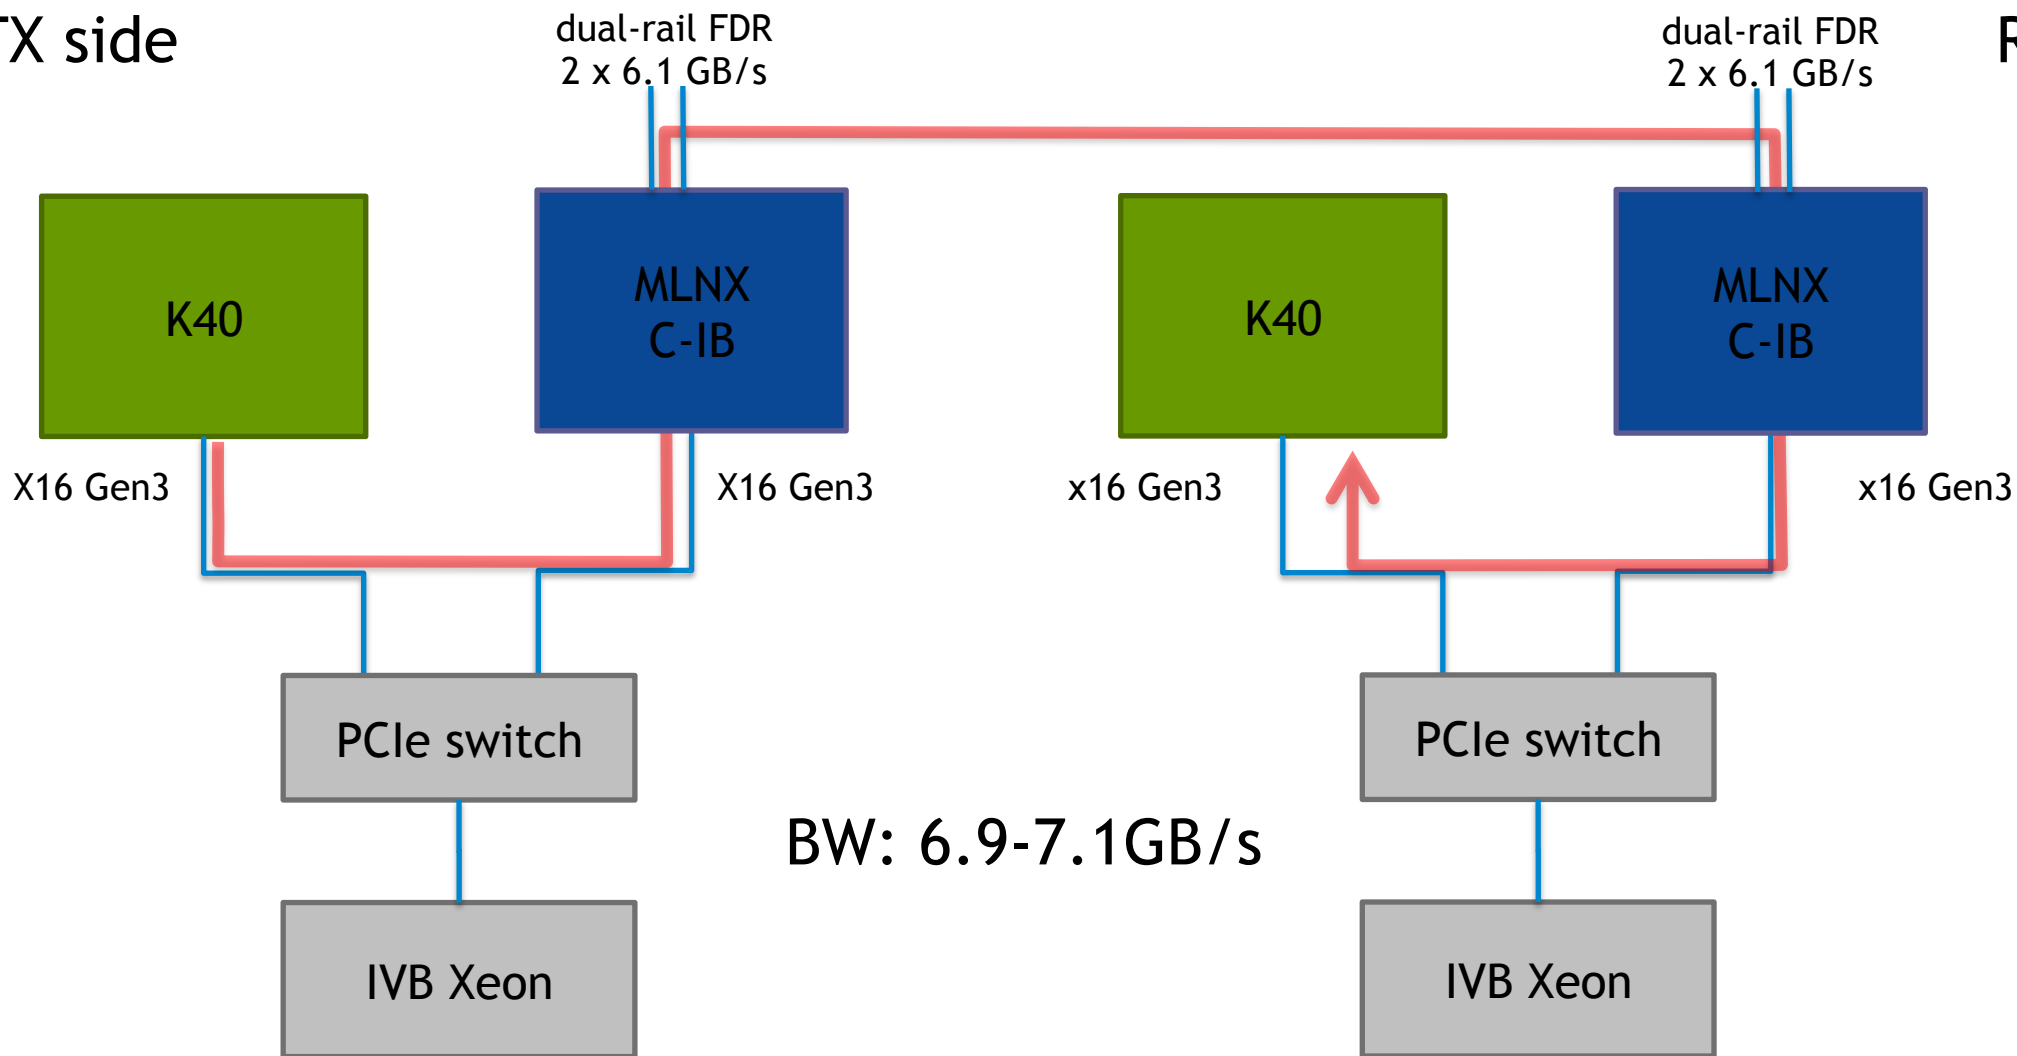 TX side
dual-rail FDR
2 x 6.1 GB/s
dual-rail FDR
2 x 6.1 GB/s
R
K40
MLNX
C-IB
K40
MLNX
C-IB
X16 Gen3
X16 Gen3
x16 Gen3
x16 Gen3
PCIe switch
PCIe switch
BW: 6.9-7.1GB/s
IVB Xeon
IVB Xeon